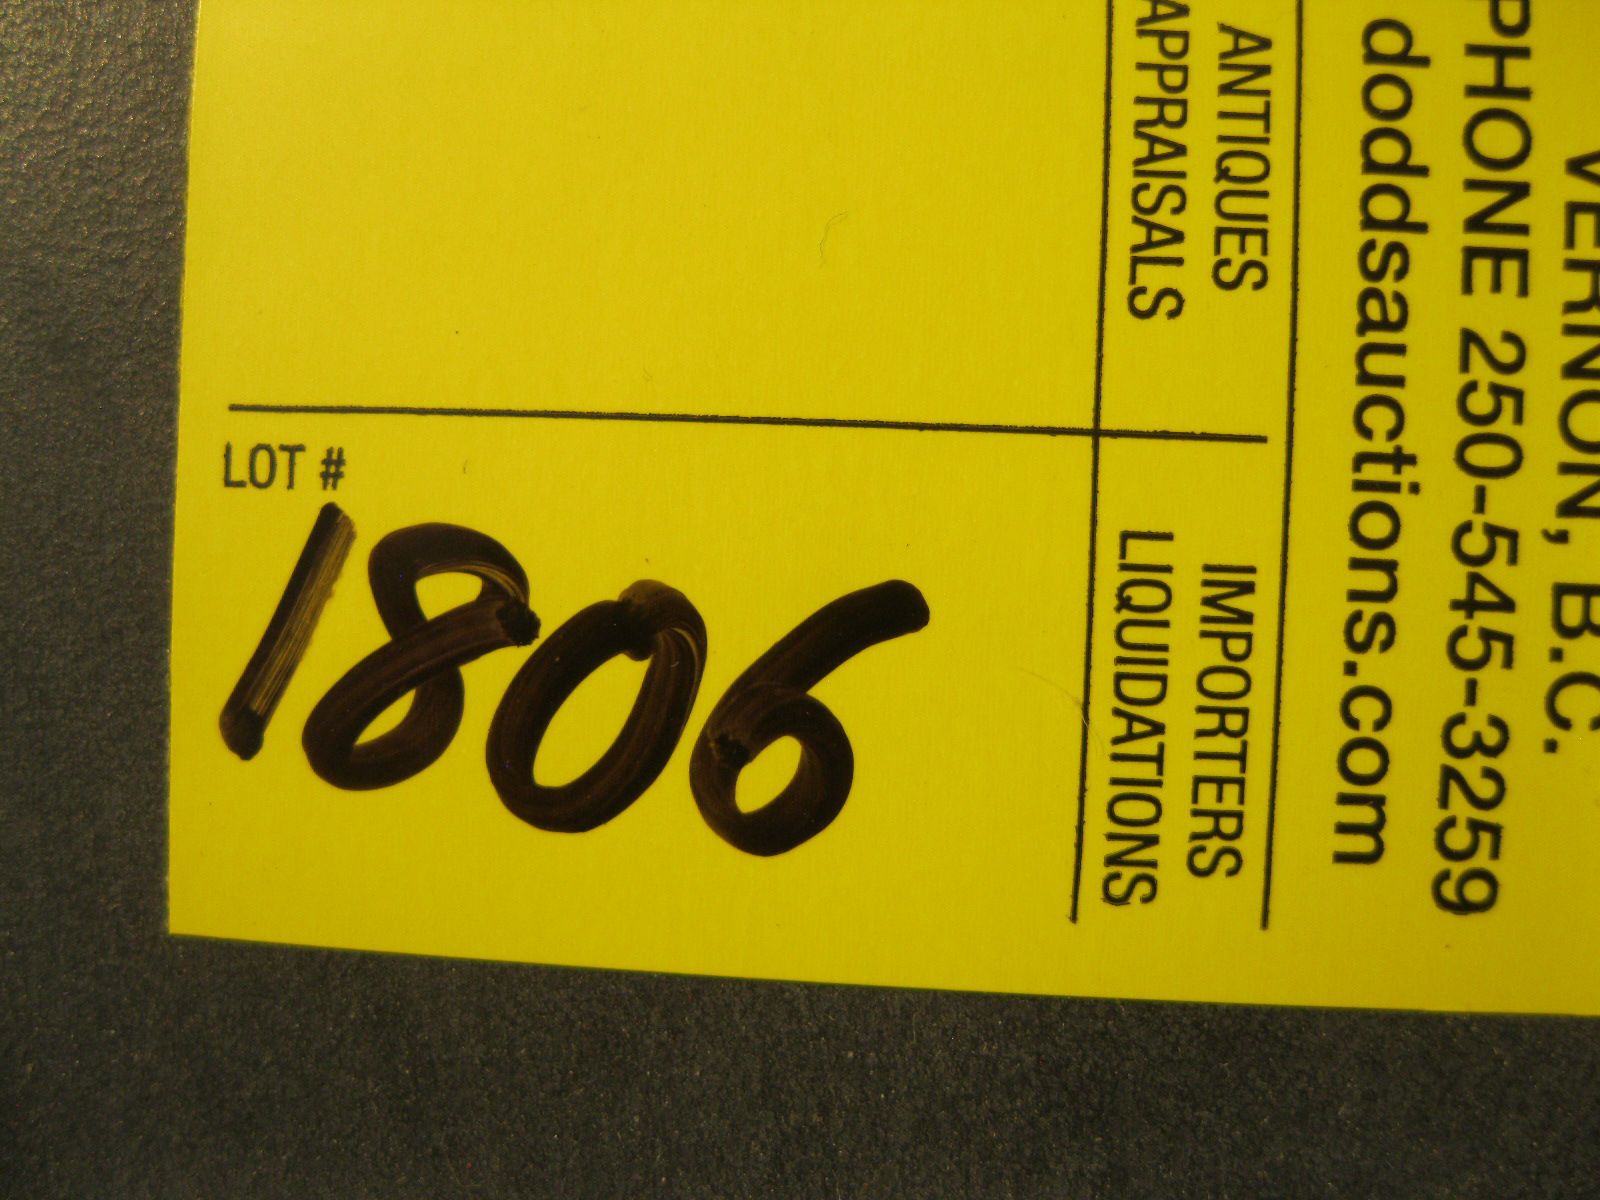 VERNON, B.C.
PHONE 250-545-3259
doddsauctions.com
ANTIQUES IMPORTERS
APPRAISALS LIQUIDATIONS
LOT #
1806